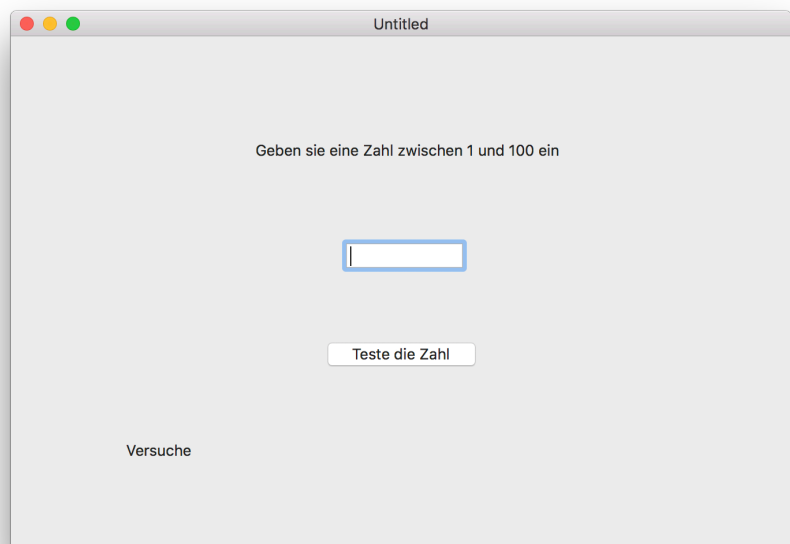 Untitled
Geben sie eine Zahl zwischen 1 und 100 ein
Teste die Zahl
Versuche